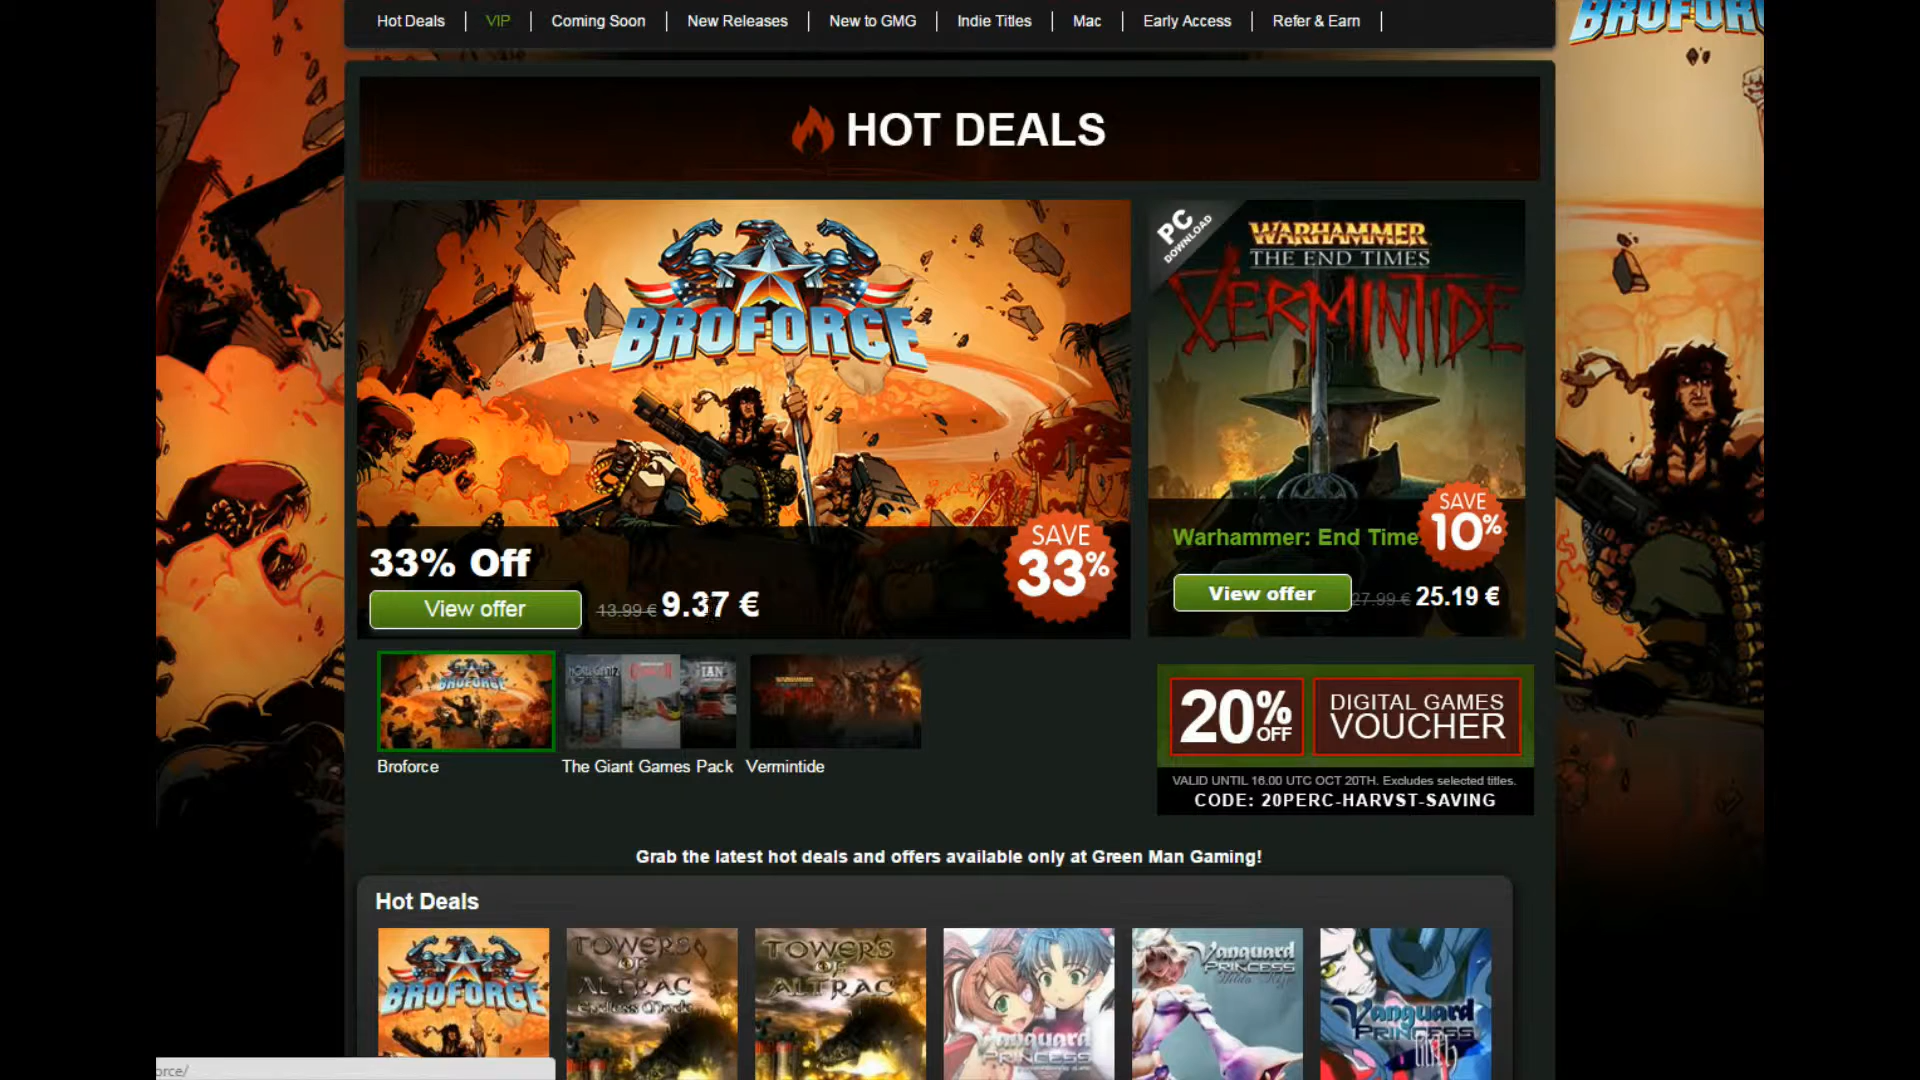 Hot Deals | VIP | Coming Soon | New Releases | New to GMG | Indie Titles | Mac | Early Access | Refer & Earn |
BROFORCE
HOT DEALS
BROFORCE
33% Off
View offer
13.99 € 9.37 €
SAVE
33%
PC
DOWNLOAD
WARHAMMER
THE END TIMES
VERMINTIDE
Warhammer: End Time
SAVE
10%
View offer
27.99 € 25.19 €
BROFORCE
Broforce
The Giant Games Pack
Vermintide
20% OFF
DIGITAL GAMES
VOUCHER
VALID UNTIL 16.00 UTC OCT 20TH. Excludes selected titles.
CODE: 20PERC-HARVST-SAVING
Grab the latest hot deals and offers available only at Green Man Gaming!
Hot Deals
BROFORCE
TOWERS
OF
ALTRAC
Endless Mode
TOWERS
OF
ALTRAC
Vanguard
PRINCESS
Vanguard
PRINCESS
Vanguard
PRINCESS
orce/